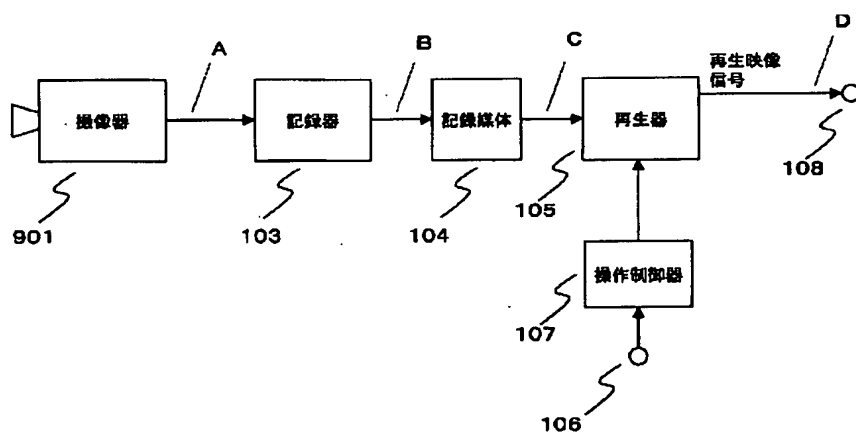 A
B
C
再生映像
信号
D
撮像器
記録器
記録媒体
再生器
901
103
104
105
108
操作制御器
107
106